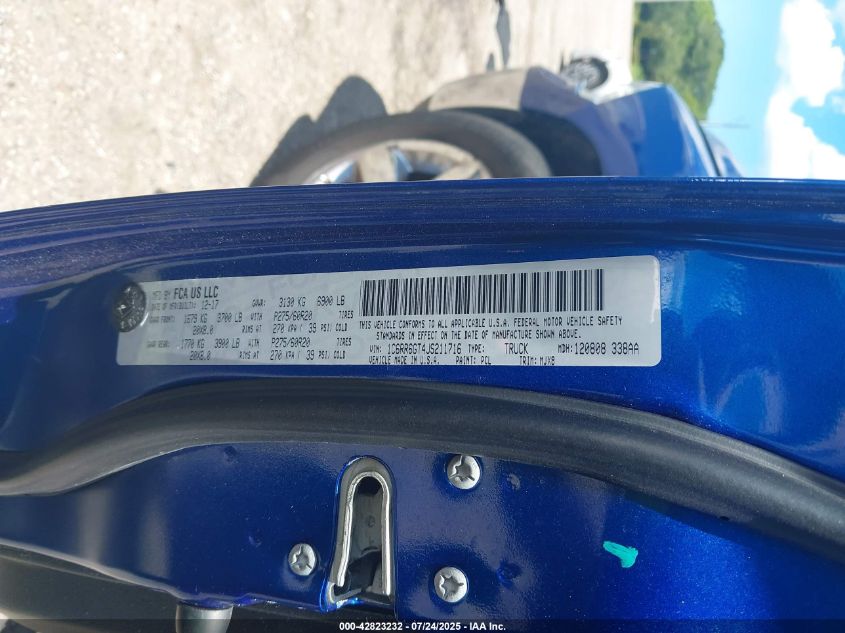 MFD BY FCA US LLC
DATE OF MFR(BUILT): 12-17 GVWR: 3130 KG 6900 LB
GAWR FRONT: 1679 KG 3700 LB WITH P275/60R20 TIRES
20X8.0 RIMS AT 270 KPA ( 39 PSI) COLD
GAWR REAR: 1770 KG 3900 LB WITH P275/60R20 TIRES
20X8.0 RIMS AT 270 KPA ( 39 PSI) COLD
THIS VEHICLE CONFORMS TO ALL APPLICABLE U.S.A. FEDERAL MOTOR VEHICLE SAFETY
STANDARDS IN EFFECT ON THE DATE OF MANUFACTURE SHOWN ABOVE.
VIN: 1C6RR6GT4JS211716 TYPE: TRUCK MDH: 120808 338AA
VEHICLE MADE IN U.S.A. PAINT: PCL TRIM: MJX8
000-42823232 - 07/24/2025 - IAA Inc.